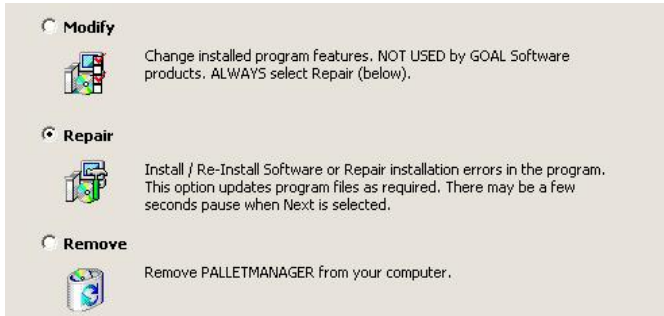 Modify
Change installed program features. NOT USED by GOAL Software
products. ALWAYS select Repair (below).
Repair
Install / Re-Install Software or Repair installation errors in the program.
This option updates program files as required. There may be a few
seconds pause when Next is selected.
Remove
Remove PALLETMANAGER from your computer.